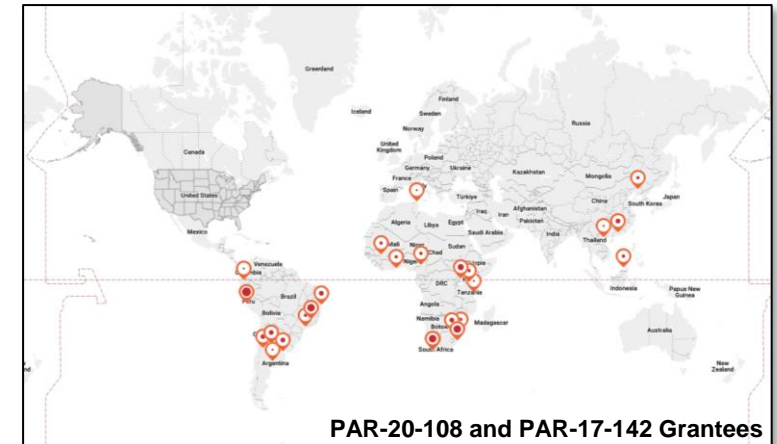 Greenland
Iceland
Finland
Sweden
Norway
Russia
Canada
United Kingdom
Poland
Germany
Ukraine
France
Kazakhstan
Mongolia
Spain
Türkiye
United States
Afghanistan
China
South Korea
Japan
Iraq
Iran
Pakistan
Algeria
Libya
Egypt
Saudi Arabia
India
Mexico
Mali
Niger
Chad
Sudan
Thailand
Venezuela
DRC
Tanzania
Indonesia
Papua New Guinea
Peru
Brazil
Angola
Bolivia
Namibia
Madagascar
Australia
South Africa
Argentina
New Zealand
PAR-20-108 and PAR-17-142 Grantees